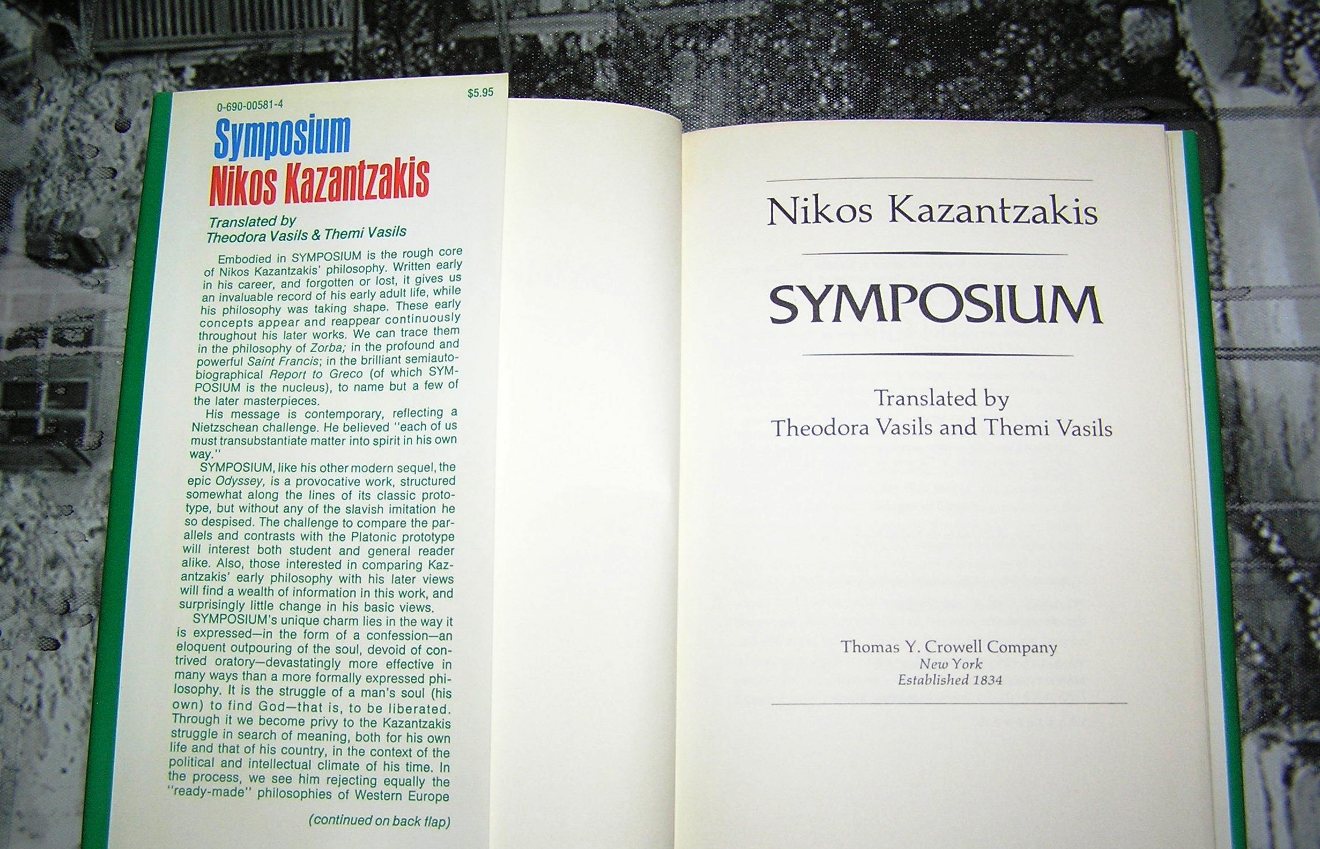 0-690-00581-4
$5.95
Symposium
Nikos Kazantzakis
Translated by
Theodora Vasils & Themi Vasils
Embodied in SYMPOSIUM is the rough core
of Nikos Kazantzakis' philosophy. Written early
in his career, and forgotten or lost, it gives us
an invaluable record of his early adult life, while
his philosophy was taking shape. These early
concepts appear and reappear continuously
throughout his later works. We can trace them
in the philosophy of Zorba; in the profound and
powerful Saint Francis; in the brilliant semiauto-
biographical Report to Greco (of which SYM-
POSIUM is the nucleus), to name but a few of
the later masterpieces.
His message is contemporary, reflecting a
Nietzschean challenge. He believed "each of us
must transubstantiate matter into spirit in his own
way."
SYMPOSIUM, like his other modern sequel, the
epic Odyssey, is a provocative work, structured
somewhat along the lines of its classic proto-
type, but without any of the slavish imitation he
so despised. The challenge to compare the par-
allels and contrasts with the Platonic prototype
will interest both student and general reader
alike. Also, those interested in comparing Kaz-
antzakis' early philosophy with his later views
will find a wealth of information in this work, and
surprisingly little change in his basic views.
SYMPOSIUM's unique charm lies in the way it
is expressed—in the form of a confession—an
eloquent outpouring of the soul, devoid of con-
trived oratory—devastatingly more effective in
many ways than a more formally expressed phi-
losophy. It is the struggle of a man's soul (his
own) to find God—that is, to be liberated.
Through it we become privy to the Kazantzakis
struggle in search of meaning, both for his own
life and that of his country, in the context of the
political and intellectual climate of his time. In
the process, we see him rejecting equally the
"ready-made" philosophies of Western Europe
(continued on back flap)
Nikos Kazantzakis
SYMPOSIUM
Translated by
Theodora Vasils and Themi Vasils
Thomas Y. Crowell Company
New York
Established 1834